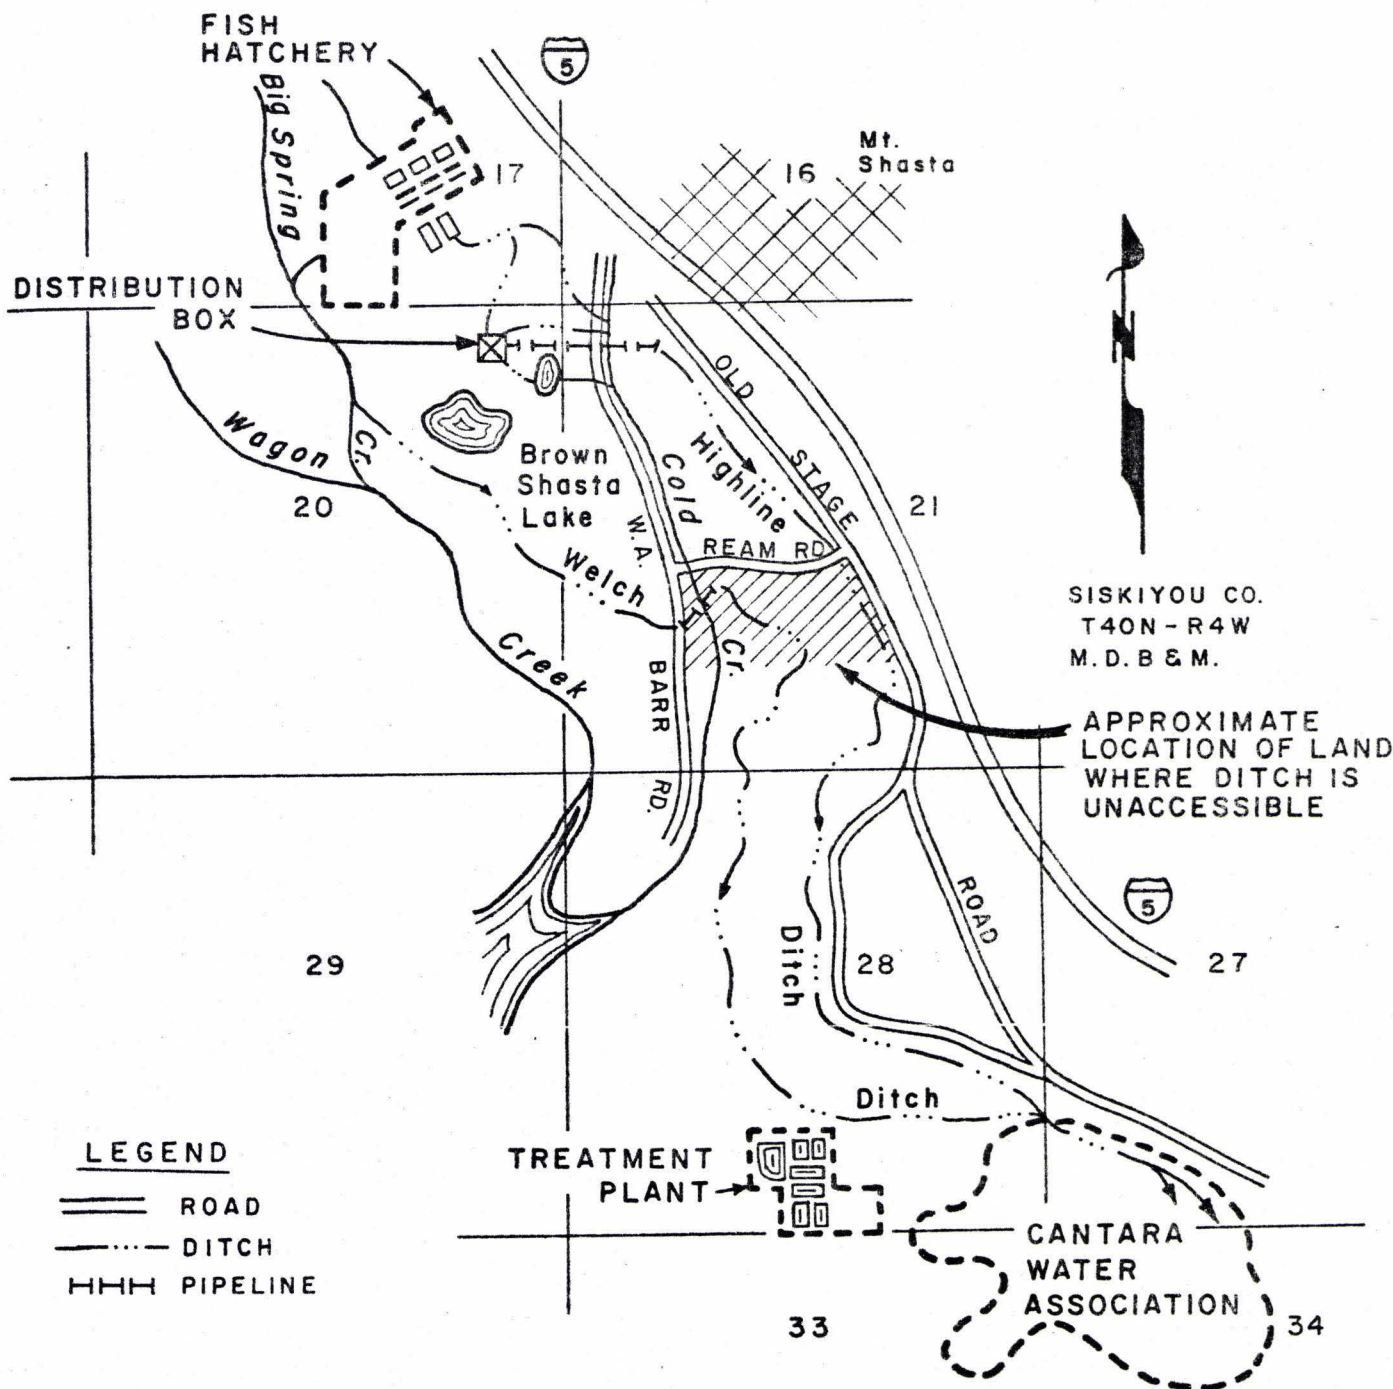 FISH
HATCHERY
5
Big Spring
17
16
Mt.
Shasta
DISTRIBUTION
BOX
N
OLD
STAGE
Wagon
Cr.
20
Brown
Shasta
Lake
Cold
Highline
21
W.A.
REAM RD.
Welch
SISKIYOU CO.
T40N-R4W
M.D.B & M.
Creek
BARR
Cr.
APPROXIMATE
LOCATION OF LAND
WHERE DITCH IS
UNACCESSIBLE
RD.
ROAD
5
29
Ditch
28
27
Ditch
LEGEND
ROAD
DITCH
PIPELINE
TREATMENT
PLANT
CANTARA
WATER
ASSOCIATION
33
34